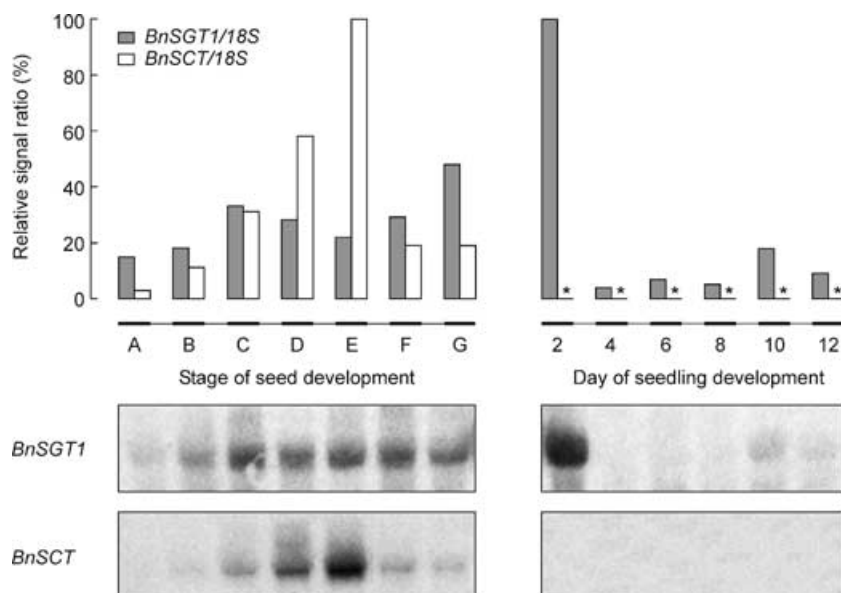 BnSGT1/18S
BnSCT/18S
Relative signal ratio (%)
100
80
60
40
20
0
* * * * * *
A B C D E F G
2 4 6 8 10 12
Stage of seed development
Day of seedling development
BnSGT1
BnSCT